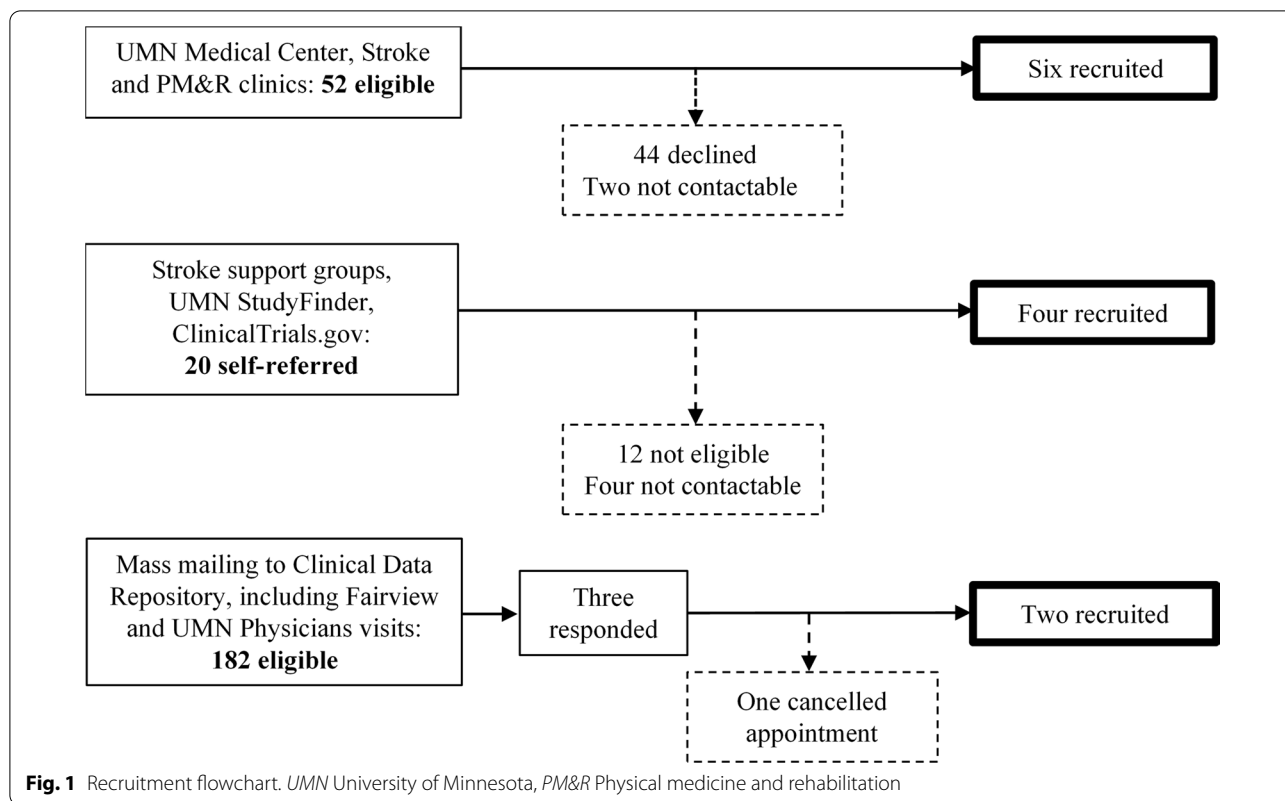 UMN Medical Center, Stroke
and PM&R clinics: 52 eligible
Six recruited
44 declined
Two not contactable
Stroke support groups,
UMN StudyFinder,
ClinicalTrials.gov:
20 self-referred
Four recruited
12 not eligible
Four not contactable
Mass mailing to Clinical Data
Repository, including Fairview
and UMN Physicians visits:
182 eligible
Three
responded
Two recruited
One cancelled
appointment
Fig. 1 Recruitment flowchart. UMN University of Minnesota, PM&R Physical medicine and rehabilitation